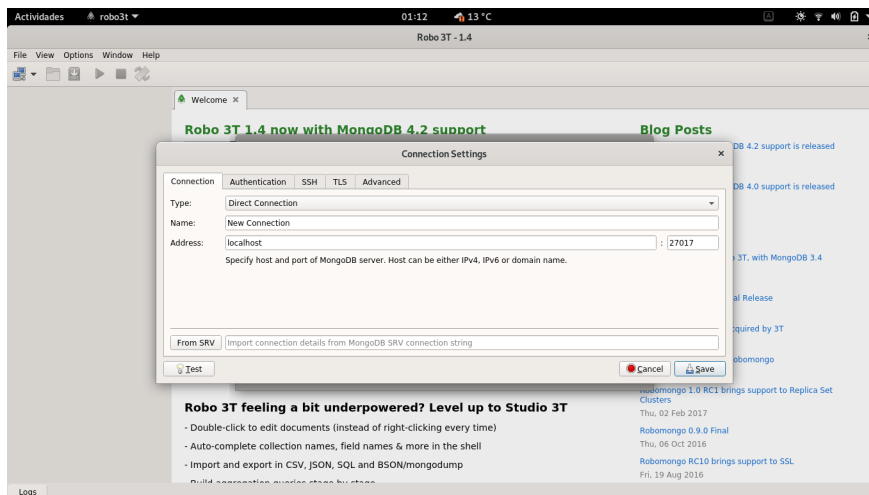 Actividades robo3t 01:12 13 °C A
Robo 3T - 1.4
File View Options Window Help
Welcome
Robo 3T 1.4 now with MongoDB 4.2 support
Blog Posts
DB 4.2 support is released
DB 4.0 support is released
3T, with MongoDB 3.4
al Release
cquired by 3T
obomongo
Connection Settings
Connection Authentication SSH TLS Advanced
Type: Direct Connection
Name: New Connection
Address: localhost : 27017
Specify host and port of MongoDB server. Host can be either IPv4, IPv6 or domain name.
From SRV Import connection details from MongoDB SRV connection string
Test Cancel Save
Robomongo 1.0 RC1 brings support to Replica Set
Clusters
Thu, 02 Feb 2017
Robomongo 0.9.0 Final
Thu, 06 Oct 2016
Robomongo RC10 brings support to SSL
Fri, 19 Aug 2016
Robo 3T feeling a bit underpowered? Level up to Studio 3T
- Double-click to edit documents (instead of right-clicking every time)
- Auto-complete collection names, field names & more in the shell
- Import and export in CSV, JSON, SQL and BSON/mongodump
- Build aggregation queries stage by stage
Logs